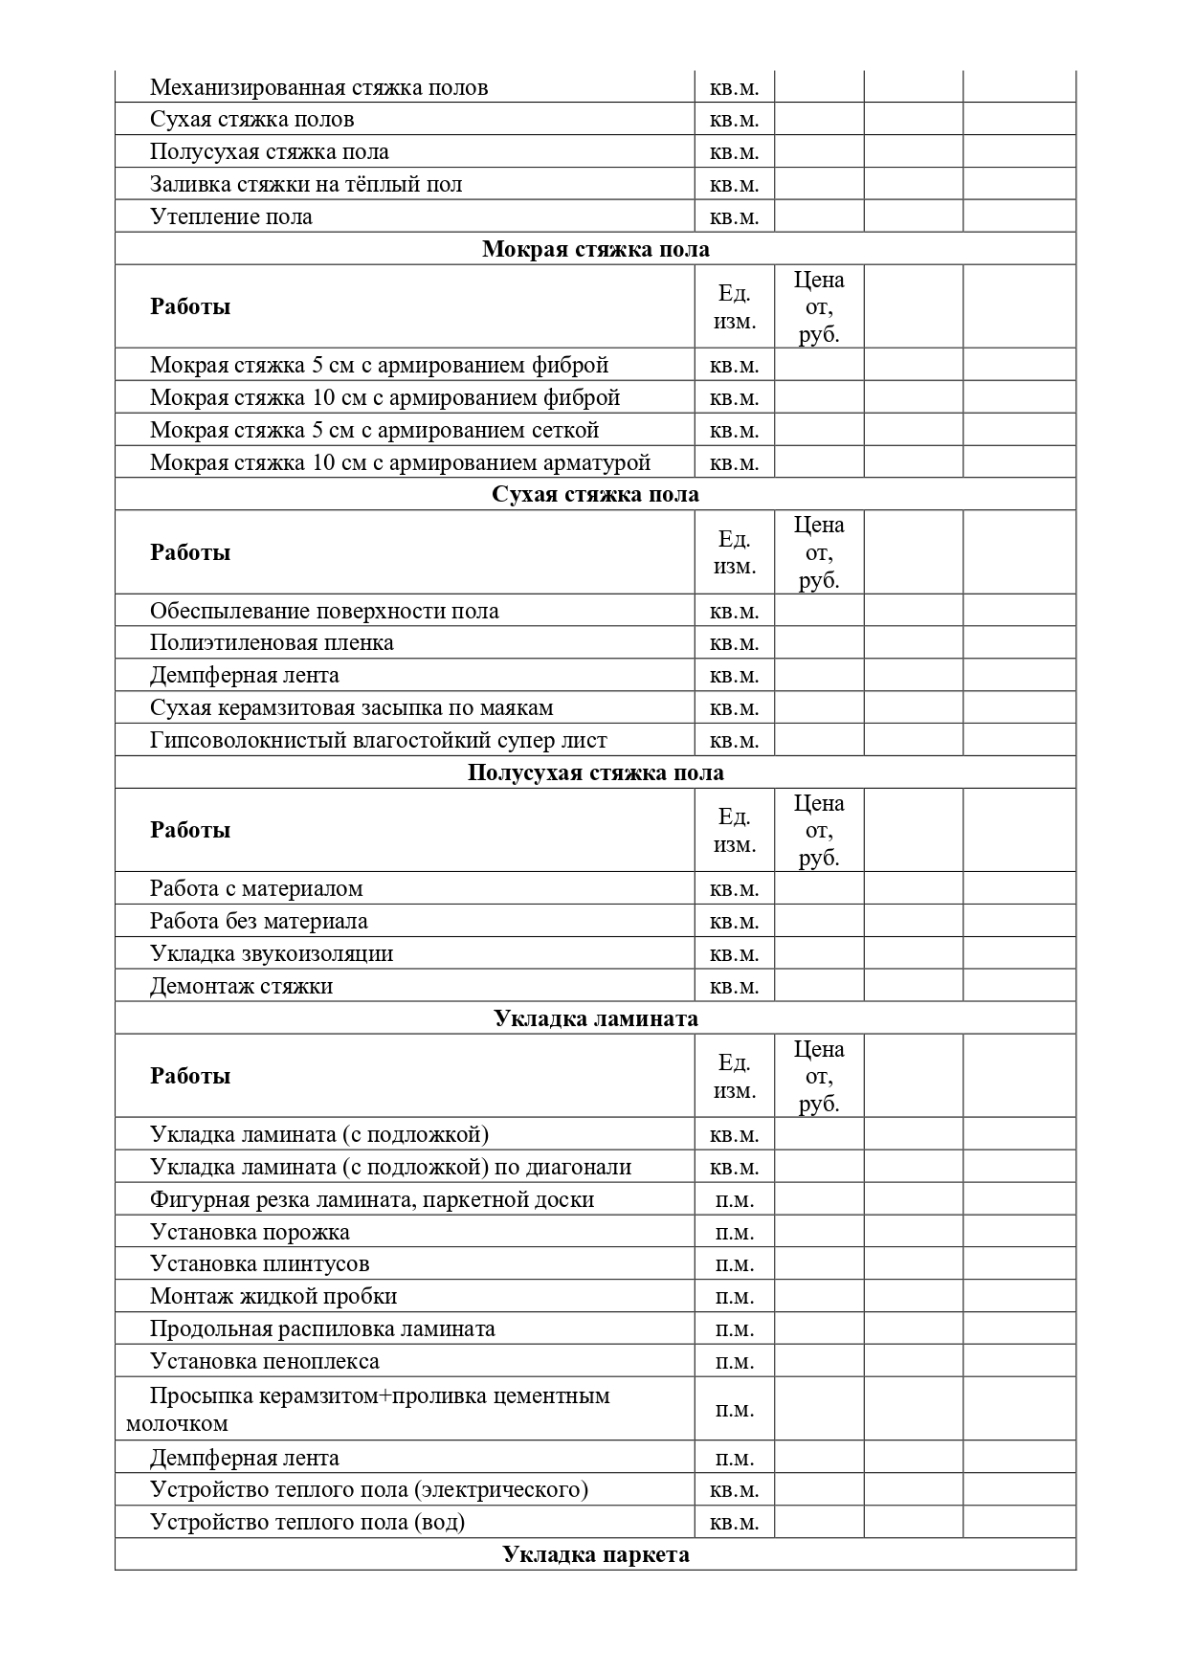 Механизированная стяжка полов кв.м.
Сухая стяжка полов кв.м.
Полусухая стяжка пола кв.м.
Заливка стяжки на тёплый пол кв.м.
Утепление пола кв.м.
Мокрая стяжка пола
Работы Ед. изм. Цена от, руб.
Мокрая стяжка 5 см с армированием фиброй кв.м.
Мокрая стяжка 10 см с армированием фиброй кв.м.
Мокрая стяжка 5 см с армированием сеткой кв.м.
Мокрая стяжка 10 см с армированием арматурой кв.м.
Сухая стяжка пола
Работы Ед. изм. Цена от, руб.
Обеспылевание поверхности пола кв.м.
Полиэтиленовая пленка кв.м.
Демпферная лента кв.м.
Сухая керамзитовая засыпка по маякам кв.м.
Гипсоволокнистый влагостойкий супер лист кв.м.
Полусухая стяжка пола
Работы Ед. изм. Цена от, руб.
Работа с материалом кв.м.
Работа без материала кв.м.
Укладка звукоизоляции кв.м.
Демонтаж стяжки кв.м.
Укладка ламината
Работы Ед. изм. Цена от, руб.
Укладка ламината (с подложкой) кв.м.
Укладка ламината (с подложкой) по диагонали кв.м.
Фигурная резка ламината, паркетной доски п.м.
Установка порожка п.м.
Установка плинтусов п.м.
Монтаж жидкой пробки п.м.
Продольная распиловка ламината п.м.
Установка пеноплекса п.м.
Просыпка керамзитом+проливка цементным
молочком п.м.
Демпферная лента п.м.
Устройство теплого пола (электрического) кв.м.
Устройство теплого пола (вод) кв.м.
Укладка паркета